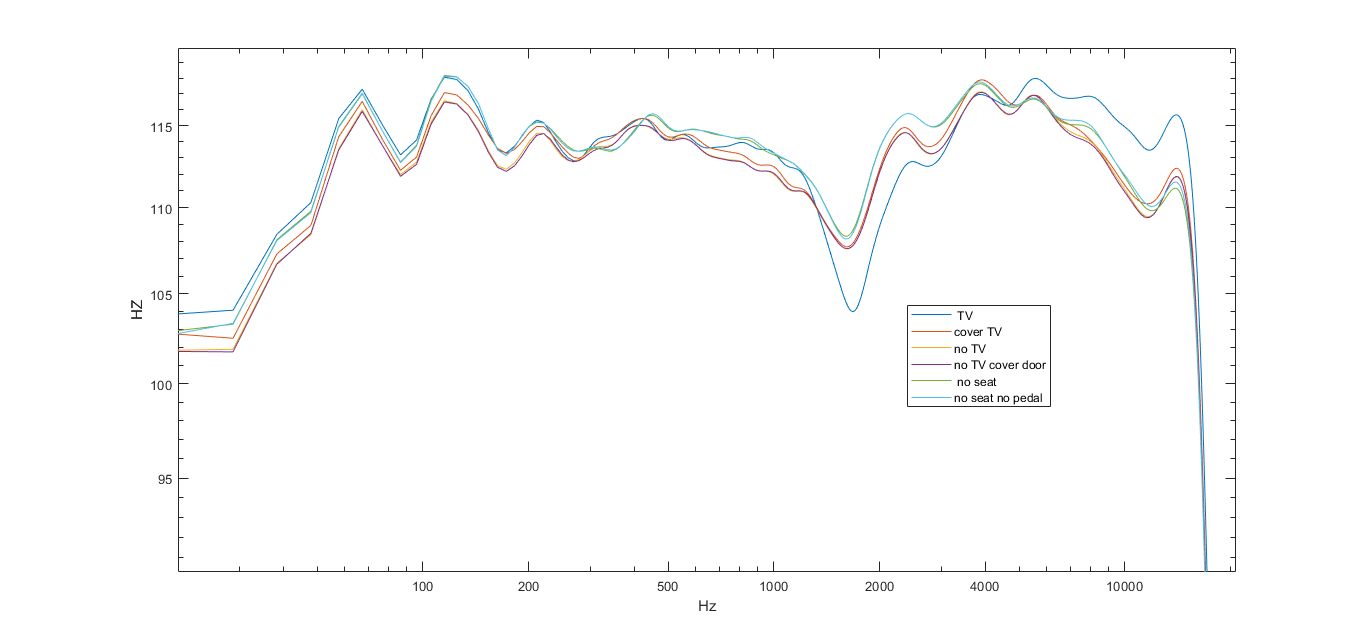 115
110
105
100
95
HZ
TV
cover TV
no TV
no TV cover door
no seat
no seat no pedal
100 200 500 1000 2000 4000 10000
Hz